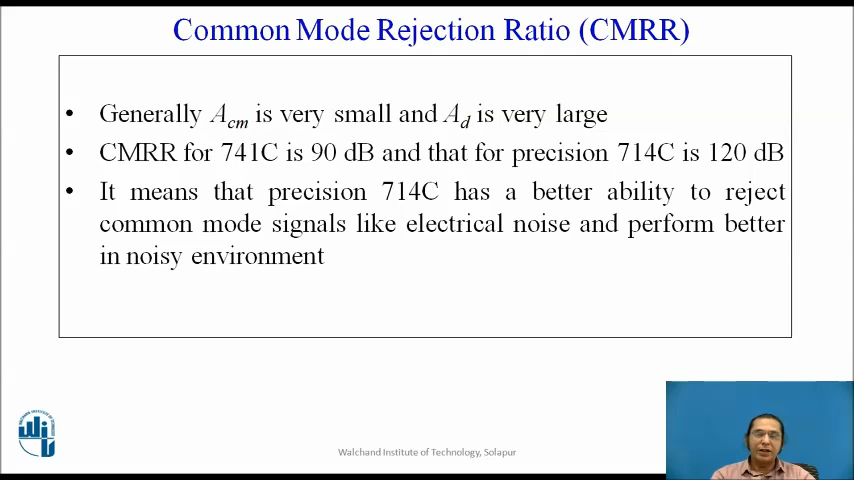 Common Mode Rejection Ratio (CMRR)
• Generally Acm is very small and Ad is very large
• CMRR for 741C is 90 dB and that for precision 714C is 120 dB
• It means that precision 714C has a better ability to reject
common mode signals like electrical noise and perform better
in noisy environment
Walchand Institute of Technology, Solapur